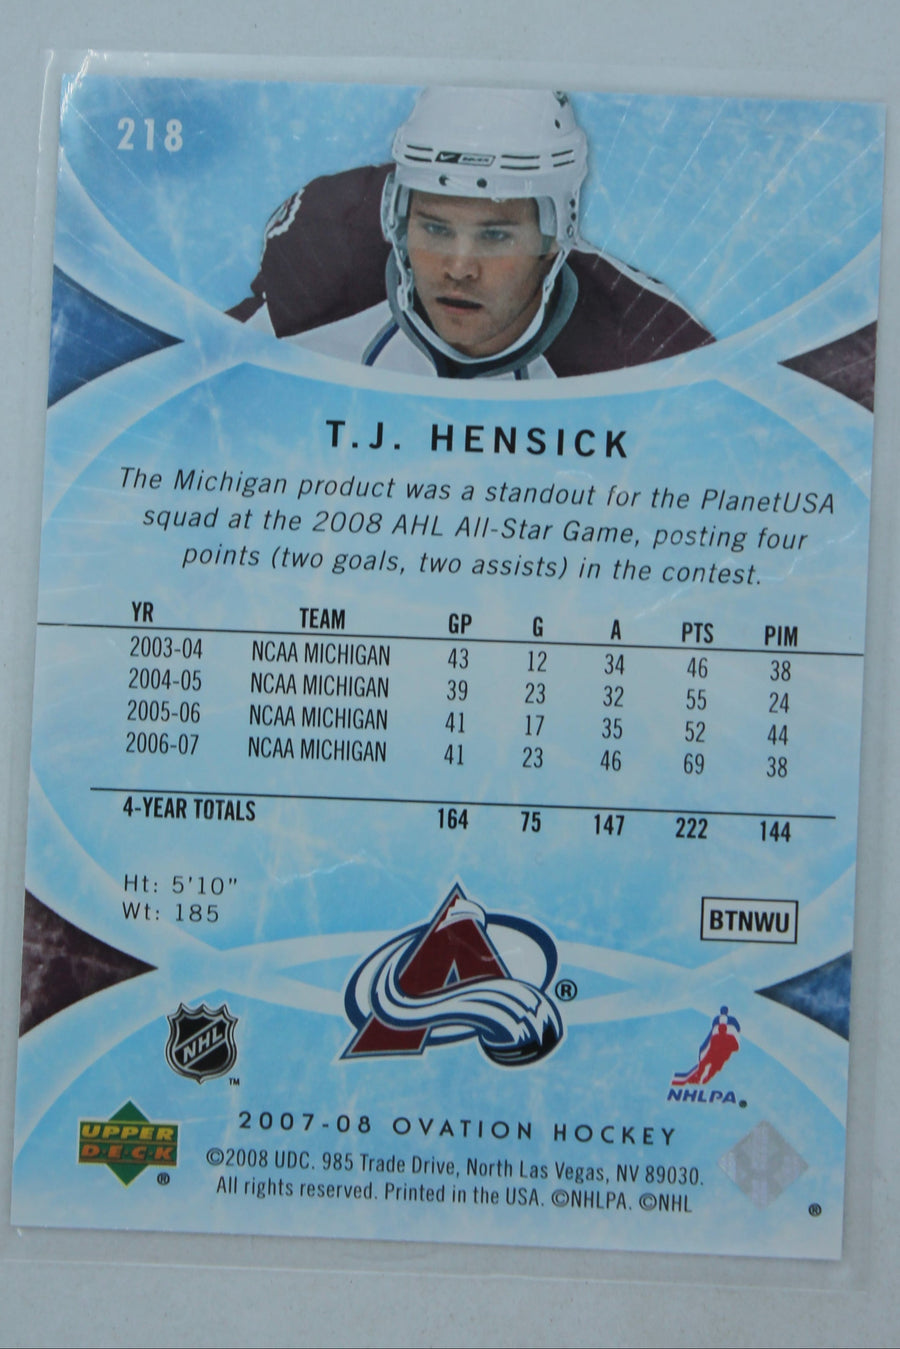 218
T.J. HENSICK
The Michigan product was a standout for the PlanetUSA
squad at the 2008 AHL All-Star Game, posting four
points (two goals, two assists) in the contest.
YR TEAM GP G A PTS PIM
2003-04 NCAA MICHIGAN 43 12 34 46 38
2004-05 NCAA MICHIGAN 39 23 32 55 24
2005-06 NCAA MICHIGAN 41 17 35 52 44
2006-07 NCAA MICHIGAN 41 23 46 69 38
4-YEAR TOTALS 164 75 147 222 144
Ht: 5'10"
Wt: 185
BTNWU
®
NHL
TM
NHLPA®
2007-08 OVATION HOCKEY
UPPER
D·E·C·K
®
©2008 UDC. 985 Trade Drive, North Las Vegas, NV 89030.
All rights reserved. Printed in the USA. ©NHLPA. ©NHL
®